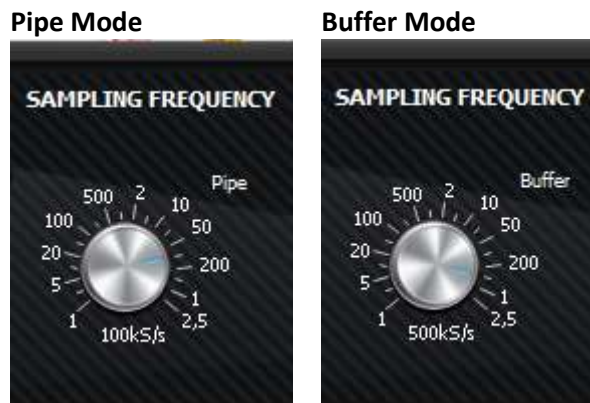 Pipe Mode
SAMPLING FREQUENCY
Pipe
500 2 10
100 50
20 200
5 1
1 2,5
100kS/s
Buffer Mode
SAMPLING FREQUENCY
Buffer
500 2 10
100 50
20 200
5 1
1 2,5
500kS/s